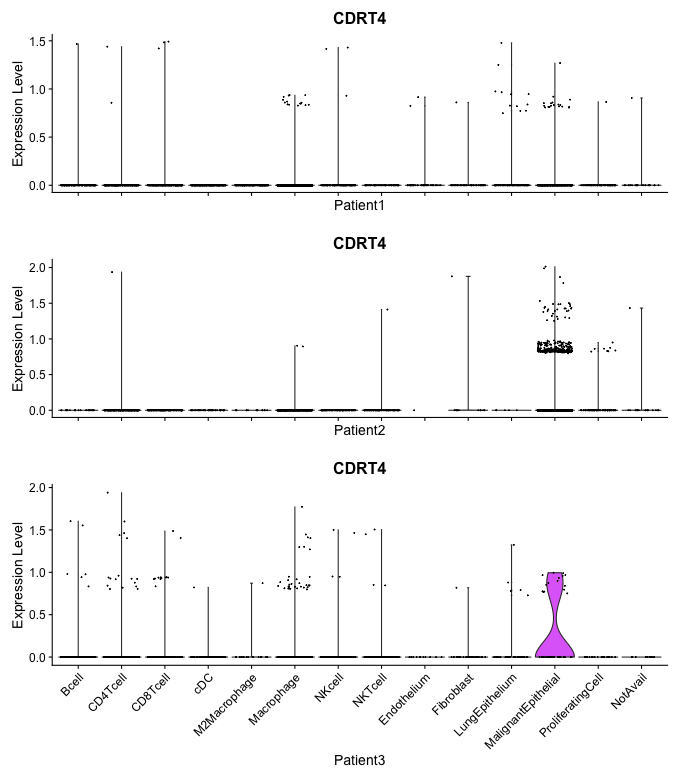 CDRT4
Expression Level
1.5
1.0
0.5
0.0
Patient1
CDRT4
Expression Level
2.0
1.5
1.0
0.5
0.0
Patient2
CDRT4
Expression Level
2.0
1.5
1.0
0.5
0.0
Bcell
CD4Tcell
CD8Tcell
cDC
M2Macrophage
Macrophage
NKcell
NKTcell
Endothelium
Fibroblast
LungEpithelium
MalignantEpithelial
ProliferatingCell
NotAvail
Patient3